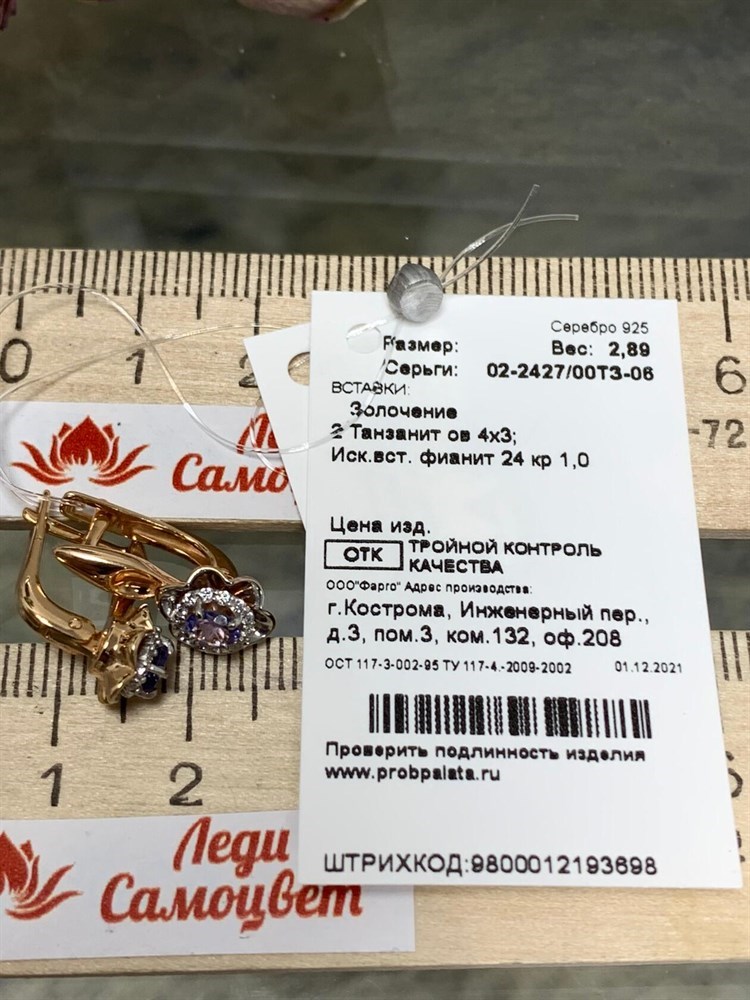 0 1 2 6
-72
Леди
Самоцвет
Серебро 925
Размер: Вес: 2,89
Серьги: 02-2427/00ТЗ-06
ВСТАВКИ:
Золочение
2 Танзанит ов 4х3;
Иск.вст. фианит 24 кр 1,0
Цена изд.
ОТК ТРОЙНОЙ КОНТРОЛЬ
КАЧЕСТВА
ООО"Фарго" Адрес производства:
г.Кострома, Инженерный пер.,
д.3, пом.3, ком.132, оф.208
ОСТ 117-3-002-95 ТУ 117-4.-2009-2002 01.12.2021
Проверить подлинность изделия
www.probpalata.ru
ШТРИХКОД:9800012193698
1 2
Леди
Самоцвет